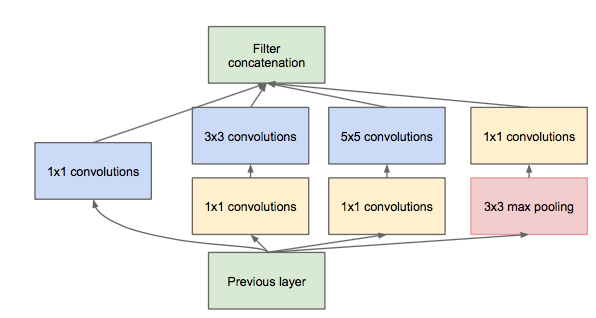 Filter
concatenation
3x3 convolutions
5x5 convolutions
1x1 convolutions
1x1 convolutions
1x1 convolutions
1x1 convolutions
3x3 max pooling
Previous layer